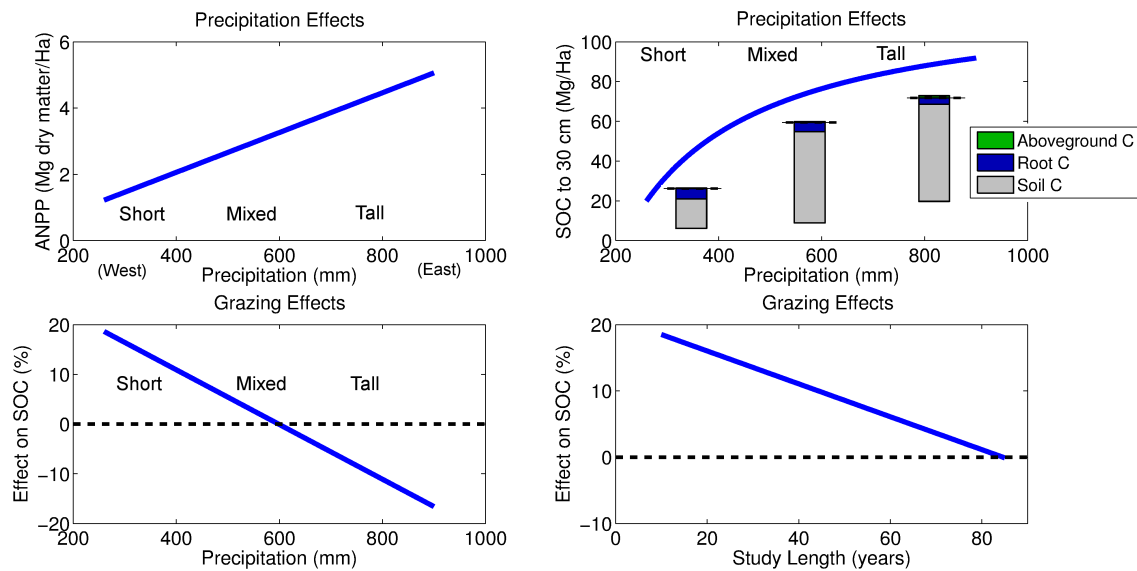 Precipitation Effects
6
4
2
0
ANPP (Mg dry matter/Ha)
Short Mixed Tall
200 400 600 800 1000
(West) (East)
Precipitation (mm)
Precipitation Effects
100
80
60
40
20
0
SOC to 30 cm (Mg/Ha)
Short Mixed Tall
Aboveground C
Root C
Soil C
200 400 600 800 1000
Precipitation (mm)
Grazing Effects
20
10
0
−10
−20
Effect on SOC (%)
Short Mixed Tall
200 400 600 800 1000
Precipitation (mm)
Grazing Effects
20
10
0
−10
Effect on SOC (%)
0 20 40 60 80
Study Length (years)